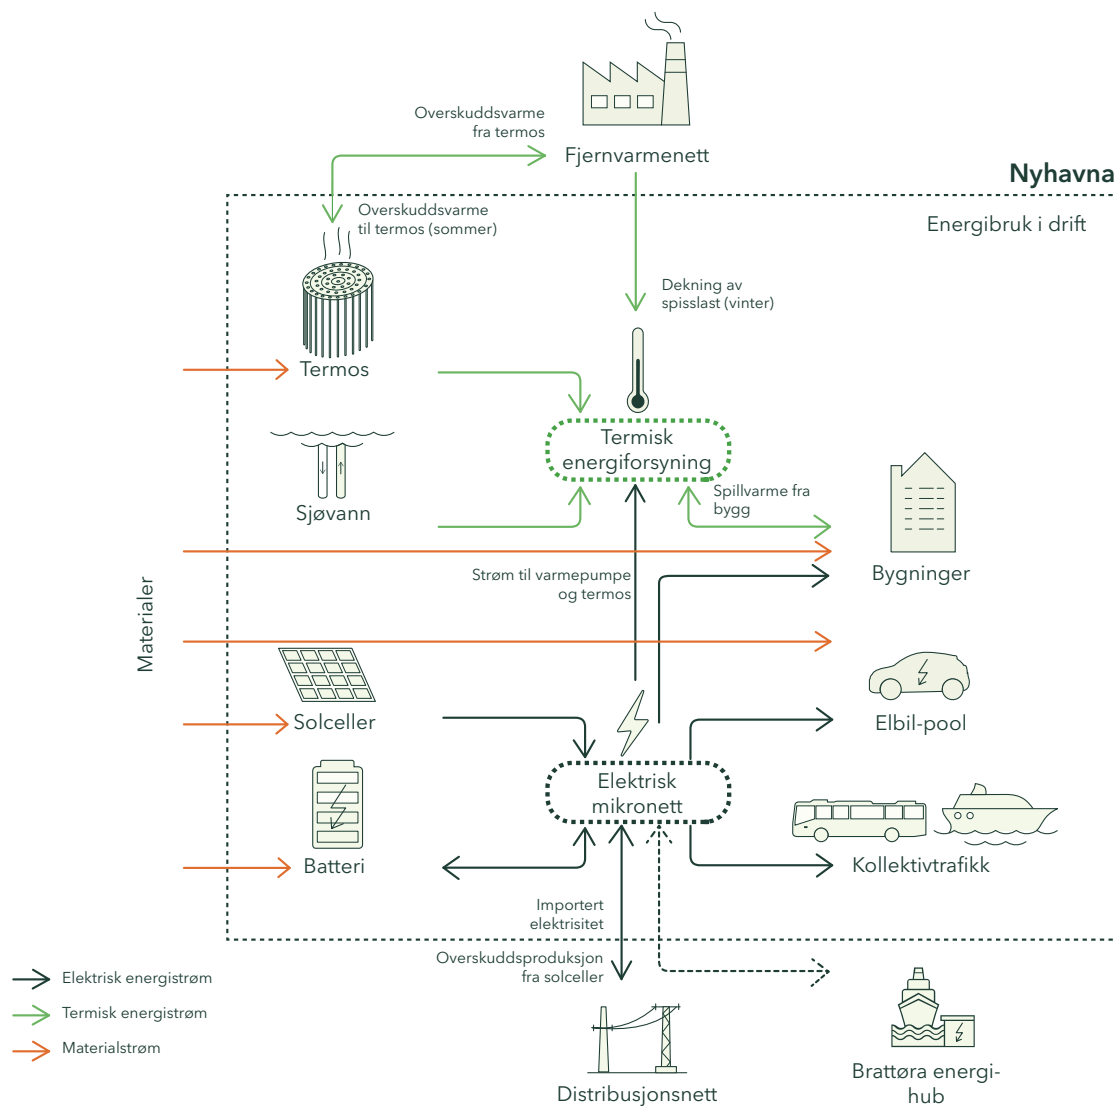 Overskuddsvarme
fra termos
Fjernvarmenett
Nyhavna
Overskuddsvarme
til termos (sommer)
Energibruk i drift
Dekning av
spisslast (vinter)
Termos
Termisk
energiforsyning
Sjøvann
Spillvarme fra
bygg
Bygninger
Strøm til varmepumpe
og termos
Materialer
Solceller
Elbil-pool
Elektrisk
mikronett
Batteri
Kollektivtrafikk
Importert
elektrisitet
Overskuddsproduksjon
fra solceller
Elektrisk energistrøm
Termisk energistrøm
Materialstrøm
Distribusjonsnett
Brattøra energi-
hub